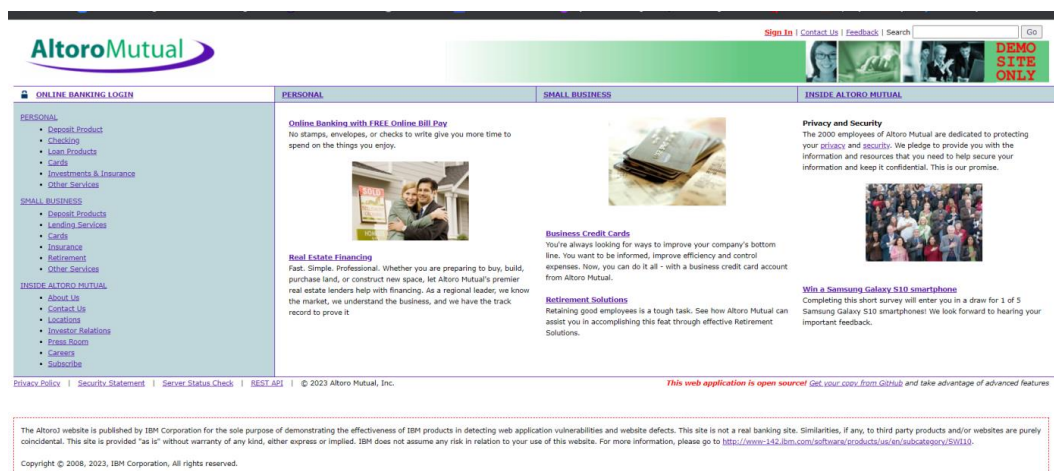 Sign In | Contact Us | Feedback | Search Go
AltoroMutual
DEMO
SITE
ONLY
ONLINE BANKING LOGIN
PERSONAL
SMALL BUSINESS
INSIDE ALTORO MUTUAL
PERSONAL
Deposit Product
Checking
Loan Products
Cards
Investments & Insurance
Other Services
SMALL BUSINESS
Deposit Products
Lending Services
Cards
Insurance
Retirement
Other Services
INSIDE ALTORO MUTUAL
About Us
Contact Us
Locations
Investor Relations
Press Room
Careers
Subscribe
Online Banking with FREE Online Bill Pay
No stamps, envelopes, or checks to write give you more time to
spend on the things you enjoy.
SOLD
Real Estate Financing
Fast. Simple. Professional. Whether you are preparing to buy, build,
purchase land, or construct new space, let Altoro Mutual's premier
real estate lenders help with financing. As a regional leader, we know
the market, we understand the business, and we have the track
record to prove it
Business Credit Cards
You're always looking for ways to improve your company's bottom
line. You want to be informed, improve efficiency and control
expenses. Now, you can do it all - with a business credit card account
from Altoro Mutual.
Retirement Solutions
Retaining good employees is a tough task. See how Altoro Mutual can
assist you in accomplishing this feat through effective Retirement
Solutions.
Privacy and Security
The 2000 employees of Altoro Mutual are dedicated to protecting
your privacy and security. We pledge to provide you with the
information and resources that you need to help secure your
information and keep it confidential. This is our promise.
Win a Samsung Galaxy S10 smartphone
Completing this short survey will enter you in a draw for 1 of 5
Samsung Galaxy S10 smartphones! We look forward to hearing your
important feedback.
Privacy Policy | Security Statement | Server Status Check | REST API | © 2023 Altoro Mutual, Inc.
This web application is open source! Get your copy from GitHub and take advantage of advanced features
The AltoroJ website is published by IBM Corporation for the sole purpose of demonstrating the effectiveness of IBM products in detecting web application vulnerabilities and website defects. This site is not a real banking site. Similarities, if any, to third party products and/or websites are purely
coincidental. This site is provided "as is" without warranty of any kind, either express or implied. IBM does not assume any risk in relation to your use of this website. For more information, please go to http://www-142.ibm.com/software/products/us/en/subcategory/SWI10.
Copyright © 2008, 2023, IBM Corporation, All rights reserved.